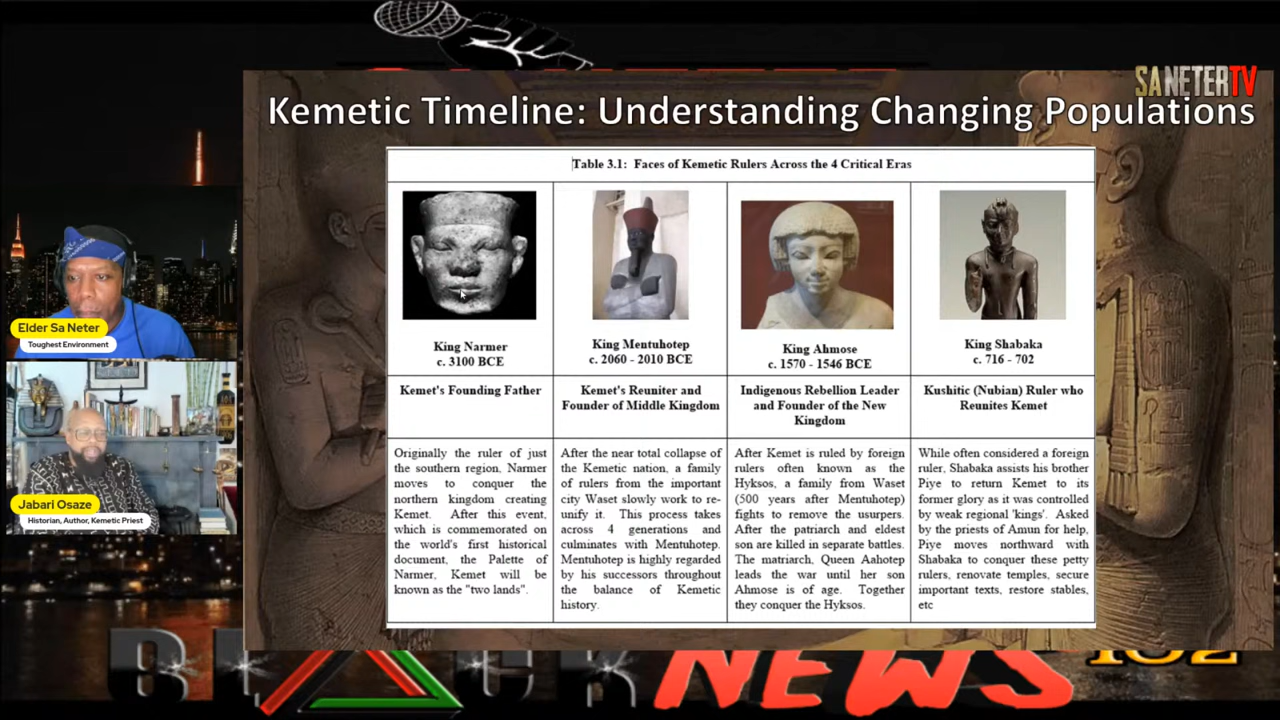 SANETERTV
Kemetic Timeline: Understanding Changing Populations
Table 3.1: Faces of Kemetic Rulers Across the 4 Critical Eras
King Narmer
c. 3100 BCE
King Mentuhotep
c. 2060 - 2010 BCE
King Ahmose
c. 1570 - 1546 BCE
King Shabaka
c. 716 - 702
Kemet's Founding Father
Kemet's Reuniter and
Founder of Middle Kingdom
Indigenous Rebellion Leader
and Founder of the New
Kingdom
Kushitic (Nubian) Ruler who
Reunites Kemet
Originally the ruler of just
the southern region, Narmer
moves to conquer the
northern kingdom creating
Kemet. After this event,
which is commemorated on
the world's first historical
document, the Palette of
Narmer, Kemet will be
known as the "two lands".
After the near total collapse of
the Kemetic nation, a family
of rulers from the important
city Waset slowly work to re-
unify it. This process takes
across 4 generations and
culminates with Mentuhotep.
Mentuhotep is highly regarded
by his successors throughout
the balance of Kemetic
history.
After Kemet is ruled by foreign
rulers often known as the
Hyksos, a family from Waset
(500 years after Mentuhotep)
fights to remove the usurpers.
After the patriarch and eldest
son are killed in separate battles.
The matriarch, Queen Aahotep
leads the war until her son
Ahmose is of age. Together
they conquer the Hyksos.
While often considered a foreign
ruler, Shabaka assists his brother
Piye to return Kemet to its
former glory as it was controlled
by weak regional 'kings'. Asked
by the priests of Amun for help,
Piye moves northward with
Shabaka to conquer these petty
rulers, renovate temples, secure
important texts, restore stables,
etc
Elder Sa Neter
Toughest Environment
Jabari Osaze
Historian, Author, Kemetic Priest
NEWS